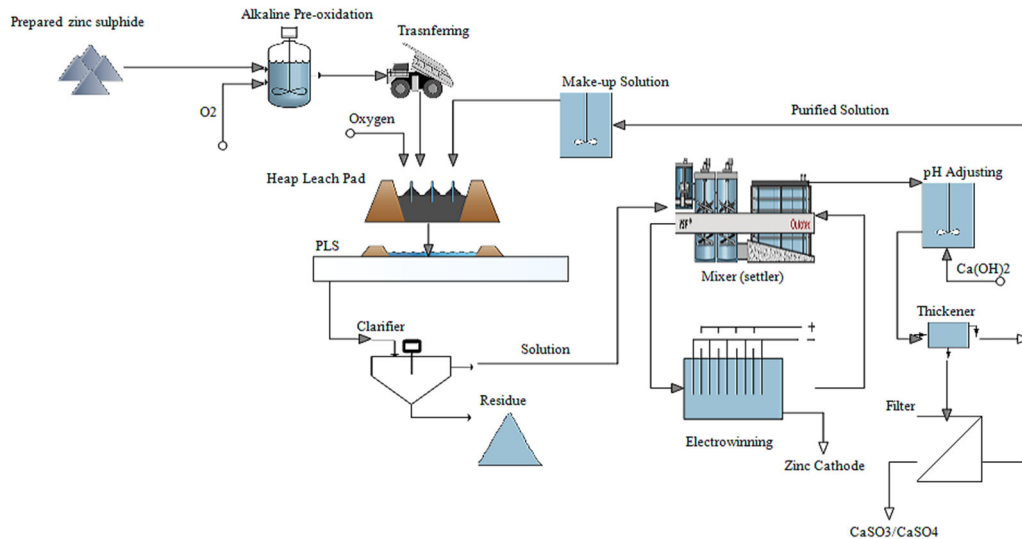 Alkaline Pre-oxidation
Prepared zinc sulphide
Trasnferring
Make-up Solution
Purified Solution
O2
Oxygen
Heap Leach Pad
pH Adjusting
PLS
Mixer (settler)
Ca(OH)2
Clarifier
Thickener
+
–
Solution
Residue
Filter
Electrowinning
Zinc Cathode
CaSO3/CaSO4